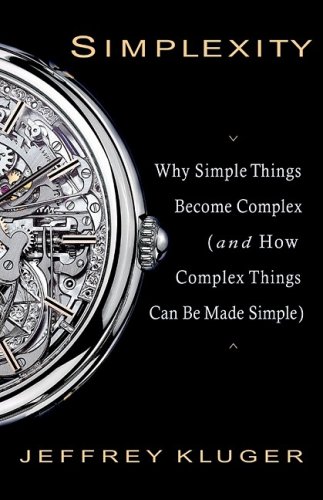 SIMPLEXITY
Why Simple Things
Become Complex
(and How
Complex Things
Can Be Made Simple)
JEFFREY KLUGER